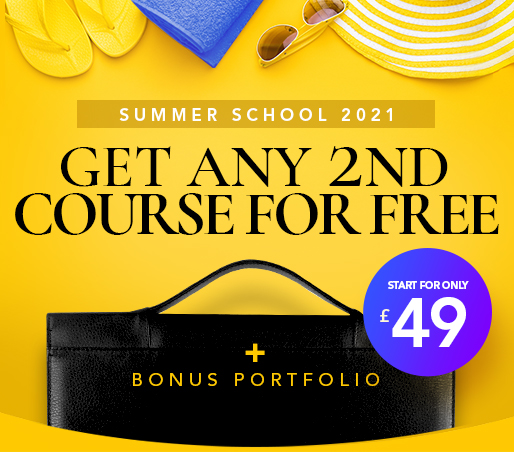 SUMMER SCHOOL 2021
GET ANY 2ND
COURSE FOR FREE
START FOR ONLY
£49
+
BONUS PORTFOLIO